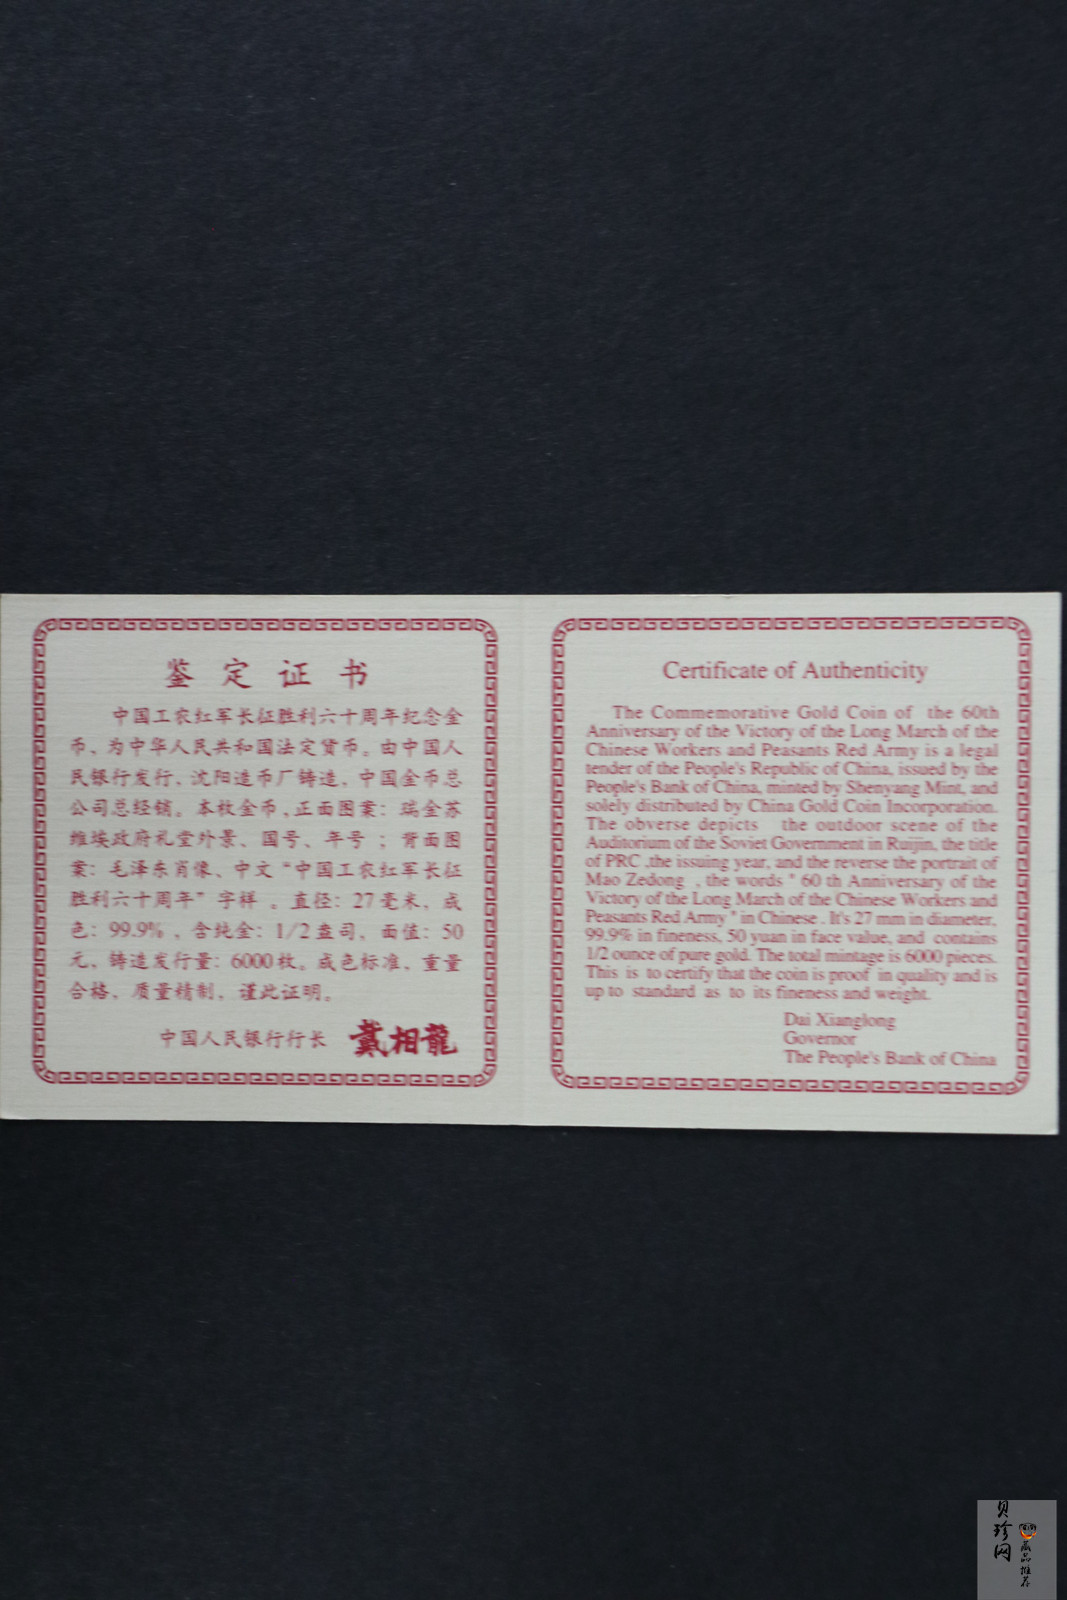 鉴定证书
中国工农红军长征胜利六十周年纪念金
币、为中华人民共和国法定货币。由中国人
民银行发行、沈阳造币厂铸造、中国金币总
公司总经销。本枚金币,正面图案：瑞金苏
维埃政府礼堂外景、国号、年号；背面图
案：毛泽东肖像、中文“中国工农红军长征
胜利六十周年”字样。直径：27毫米、成
色：99.9%、含纯金：1/2盎司、面值：50
元、铸造发行量：6000枚。成色标准、重量
合格、质量精制、谨此证明。
中国人民银行行长 戴相龍
Certificate of Authenticity
The Commemorative Gold Coin of the 60th
Anniversary of the Victory of the Long March of the
Chinese Workers and Peasants Red Army is a legal
tender of the People's Republic of China, issued by the
People's Bank of China, minted by Shenyang Mint, and
solely distributed by China Gold Coin Incorporation.
The obverse depicts the outdoor scene of the
Auditorium of the Soviet Government in Ruijin, the title
of PRC ,the issuing year, and the reverse the portrait of
Mao Zedong , the words " 60 th Anniversary of the
Victory of the Long March of the Chinese Workers and
Peasants Red Army " in Chinese . It's 27 mm in diameter,
99.9% in fineness, 50 yuan in face value, and contains
1/2 ounce of pure gold. The total mintage is 6000 pieces.
This is to certify that the coin is proof in quality and is
up to standard as to its fineness and weight.
Dai Xianglong
Governor
The People's Bank of China
贝珍网
藏品推荐